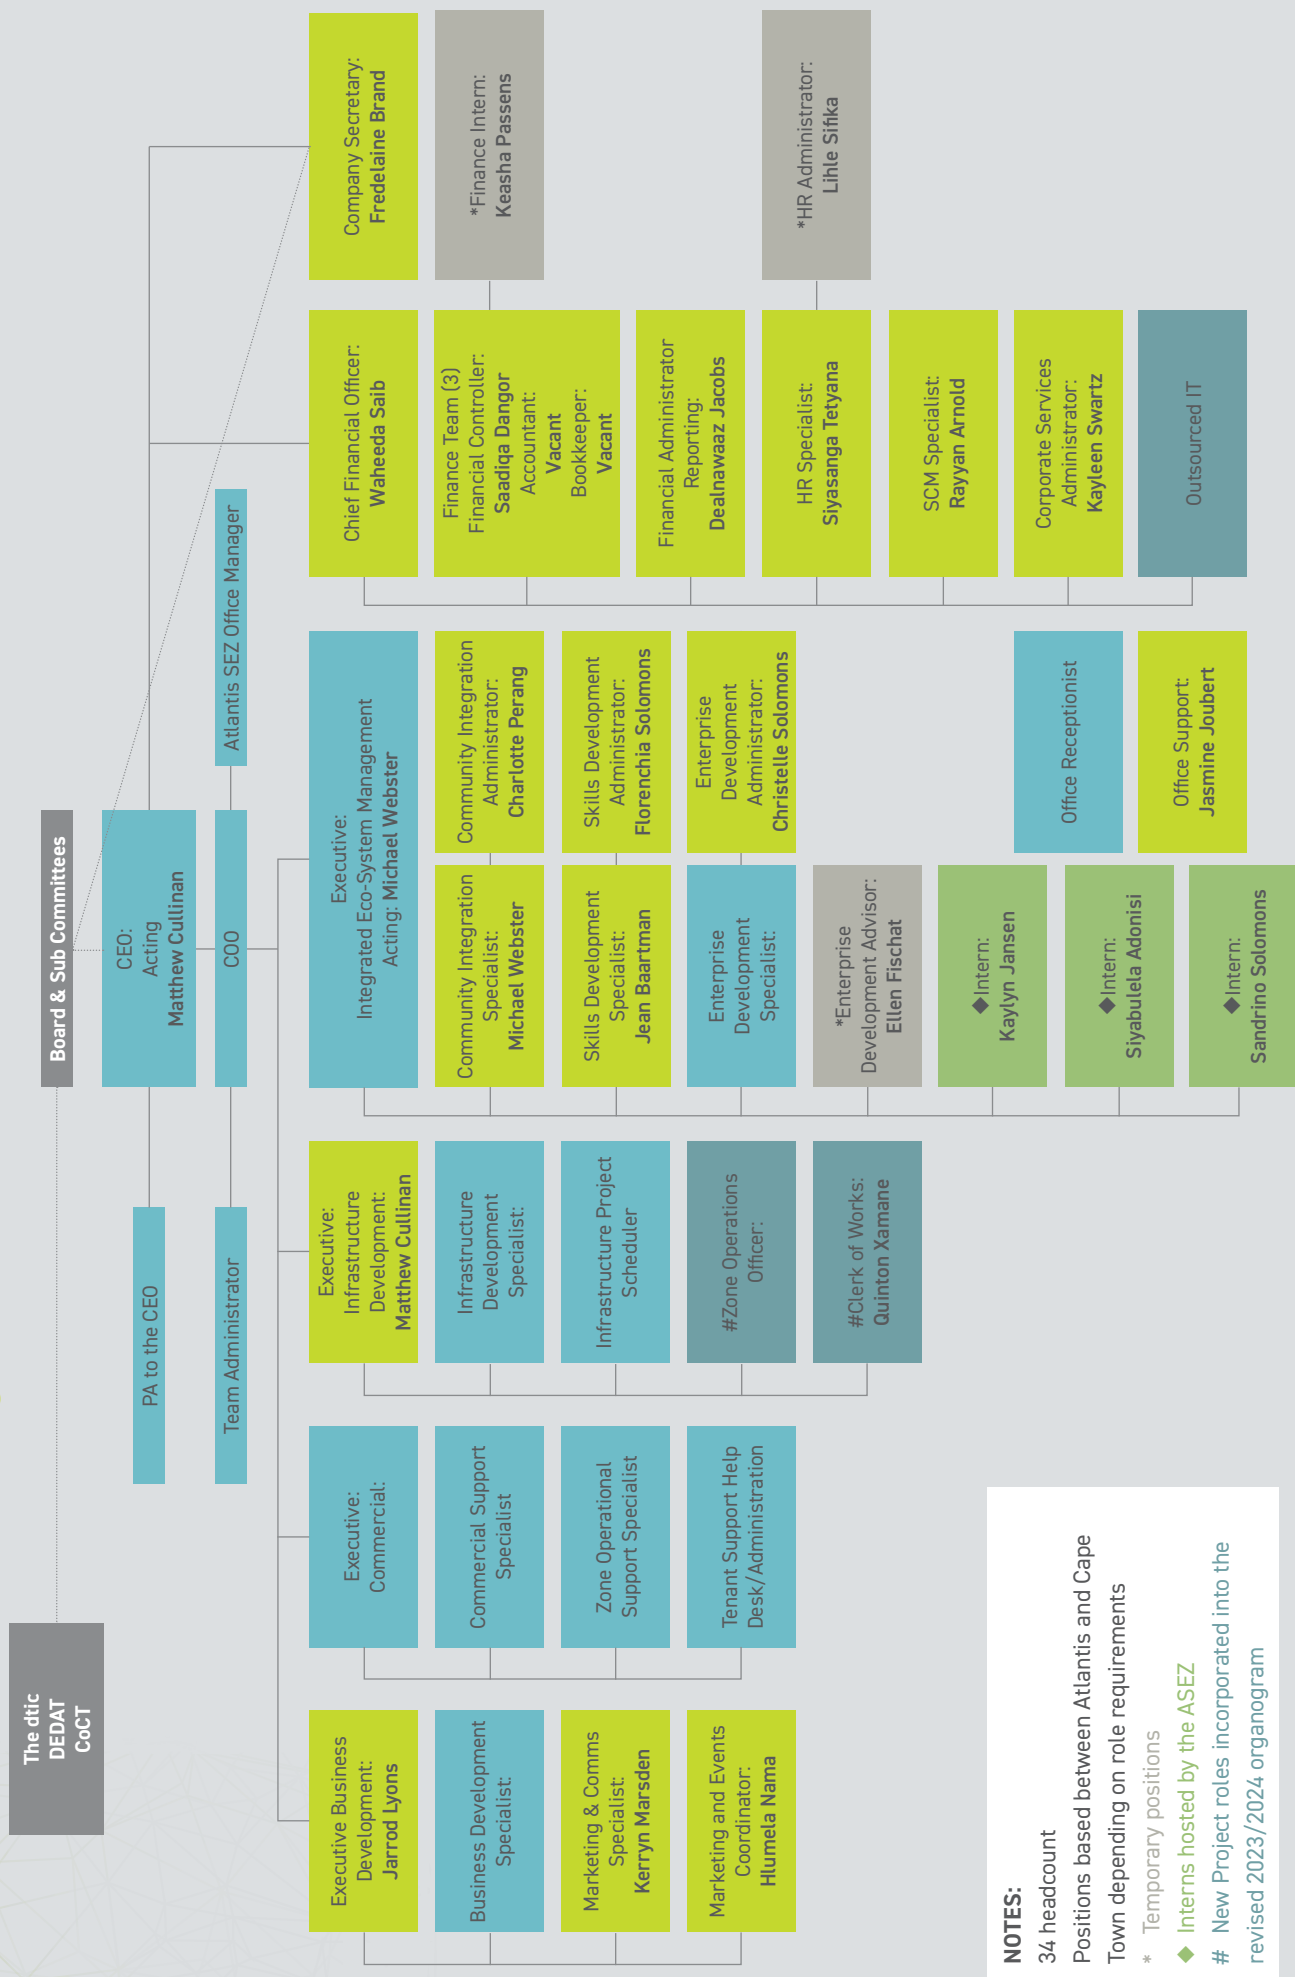 The dtic
DEDAT
CoCT
Board & Sub Committees
CEO:
Acting
Matthew Cullinan
PA to the CEO
COO
Team Administrator
Atlantis SEZ Office Manager
Executive Business
Development:
Jarrod Lyons
Business Development
Specialist:
Marketing & Comms
Specialist:
Kerryn Marsden
Marketing and Events
Coordinator:
Hlumela Nama
Executive:
Commercial:
Commercial Support
Specialist
Zone Operational
Support Specialist
Tenant Support Help
Desk/Administration
Executive:
Infrastructure
Development:
Matthew Cullinan
Infrastructure
Development
Specialist:
Infrastructure Project
Scheduler
#Zone Operations
Officer:
#Clerk of Works:
Quinton Xamane
Executive:
Integrated Eco-System Management
Acting: Michael Webster
Community Integration
Specialist:
Michael Webster
Community Integration
Administrator:
Charlotte Perang
Skills Development
Specialist:
Jean Baartman
Skills Development
Administrator:
Florenchia Solomons
Enterprise
Development
Specialist:
Enterprise
Development
Administrator:
Christelle Solomons
*Enterprise
Development Advisor:
Ellen Fischat
◆Intern:
Kaylyn Jansen
◆Intern:
Siyabulela Adonisi
◆Intern:
Sandrino Solomons
Office Receptionist
Office Support:
Jasmine Joubert
Chief Financial Officer:
Waheeda Saib
Finance Team (3)
Financial Controller:
Saadiqa Dangor
Accountant:
Vacant
Bookkeeper:
Vacant
Financial Administrator
Reporting:
Dealnawaaz Jacobs
HR Specialist:
Siyasanga Tetyana
SCM Specialist:
Rayyan Arnold
Corporate Services
Administrator:
Kayleen Swartz
Outsourced IT
Company Secretary:
Fredelaine Brand
*Finance Intern:
Keasha Passens
*HR Administrator:
Lihle Sifika
NOTES:
34 headcount
Positions based between Atlantis and Cape
Town depending on role requirements
* Temporary positions
◆ Interns hosted by the ASEZ
# New Project roles incorporated into the
revised 2023/2024 organogram